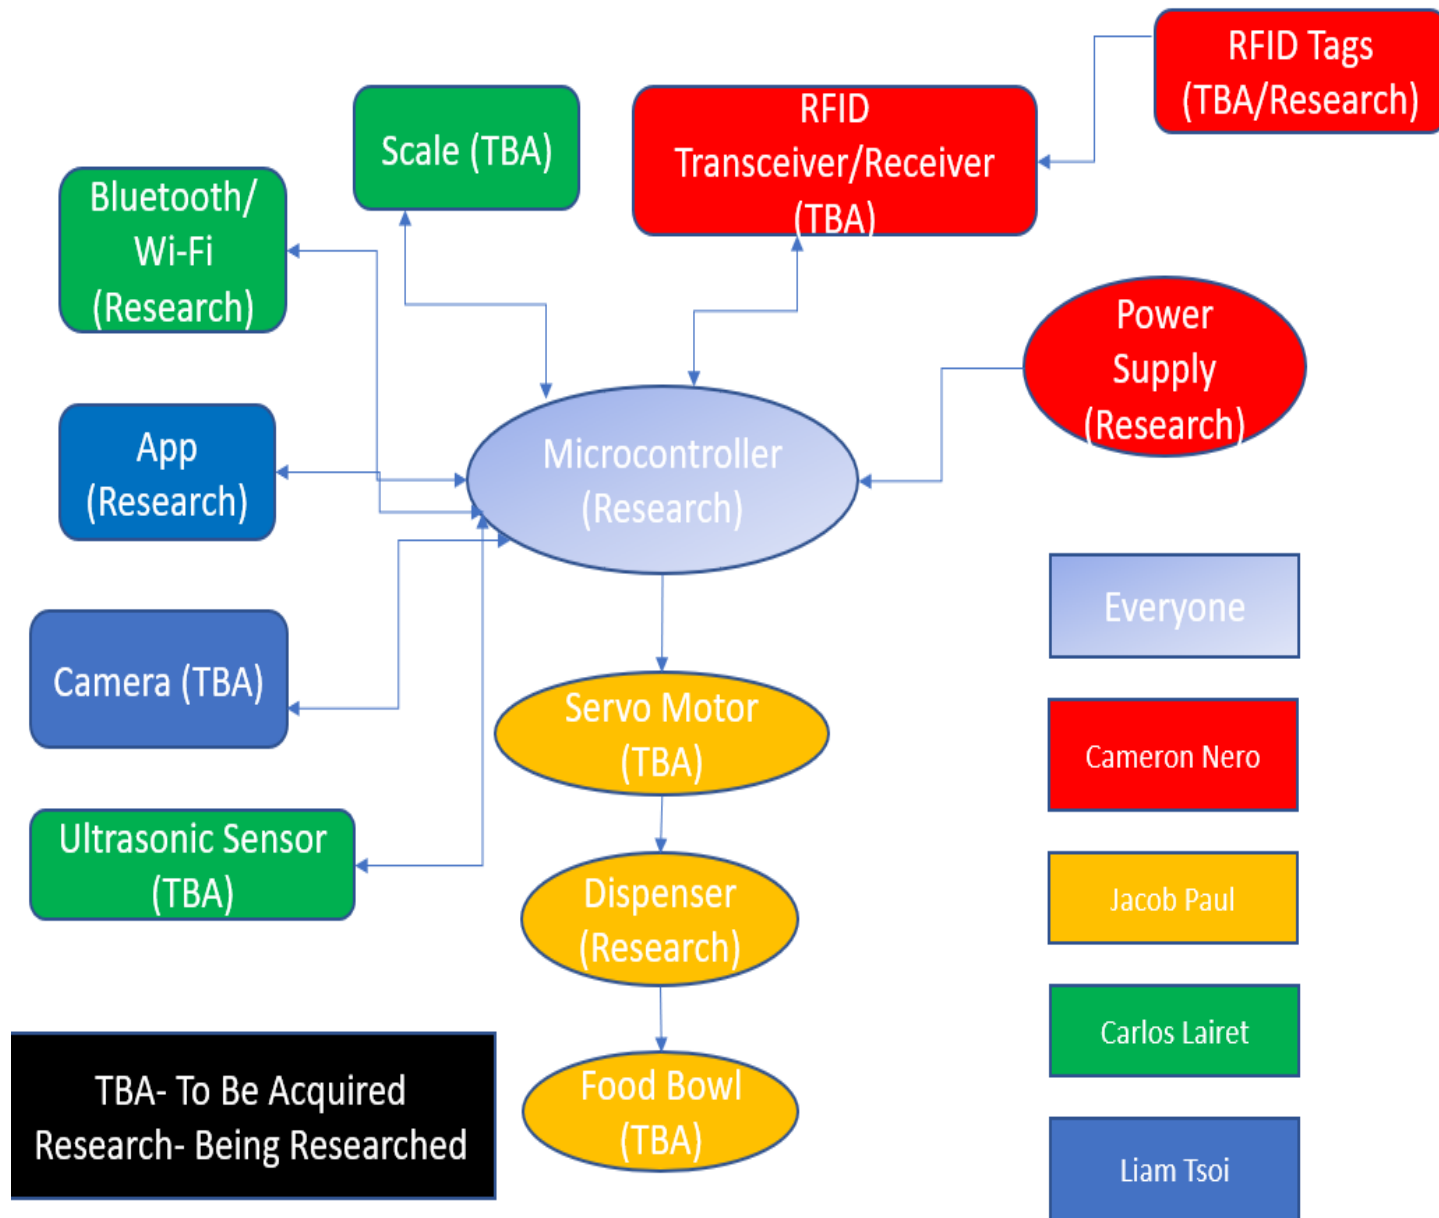 RFID Tags
(TBA/Research)
RFID
Transceiver/Receiver
(TBA)
Scale (TBA)
Bluetooth/
Wi-Fi
(Research)
Power
Supply
(Research)
App
(Research)
Microcontroller
(Research)
Camera (TBA)
Servo Motor
(TBA)
Ultrasonic Sensor
(TBA)
Dispenser
(Research)
Food Bowl
(TBA)
Everyone
Cameron Nero
Jacob Paul
Carlos Lairet
Liam Tsoi
TBA- To Be Acquired
Research- Being Researched